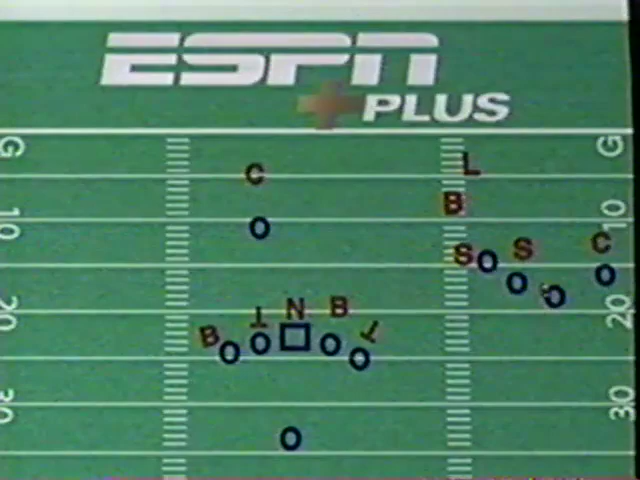 ESPN
PLUS
G G
C L
B
10 O 10
S O S C
O O O
20 B T N B T 20
O O O O
30 30
O